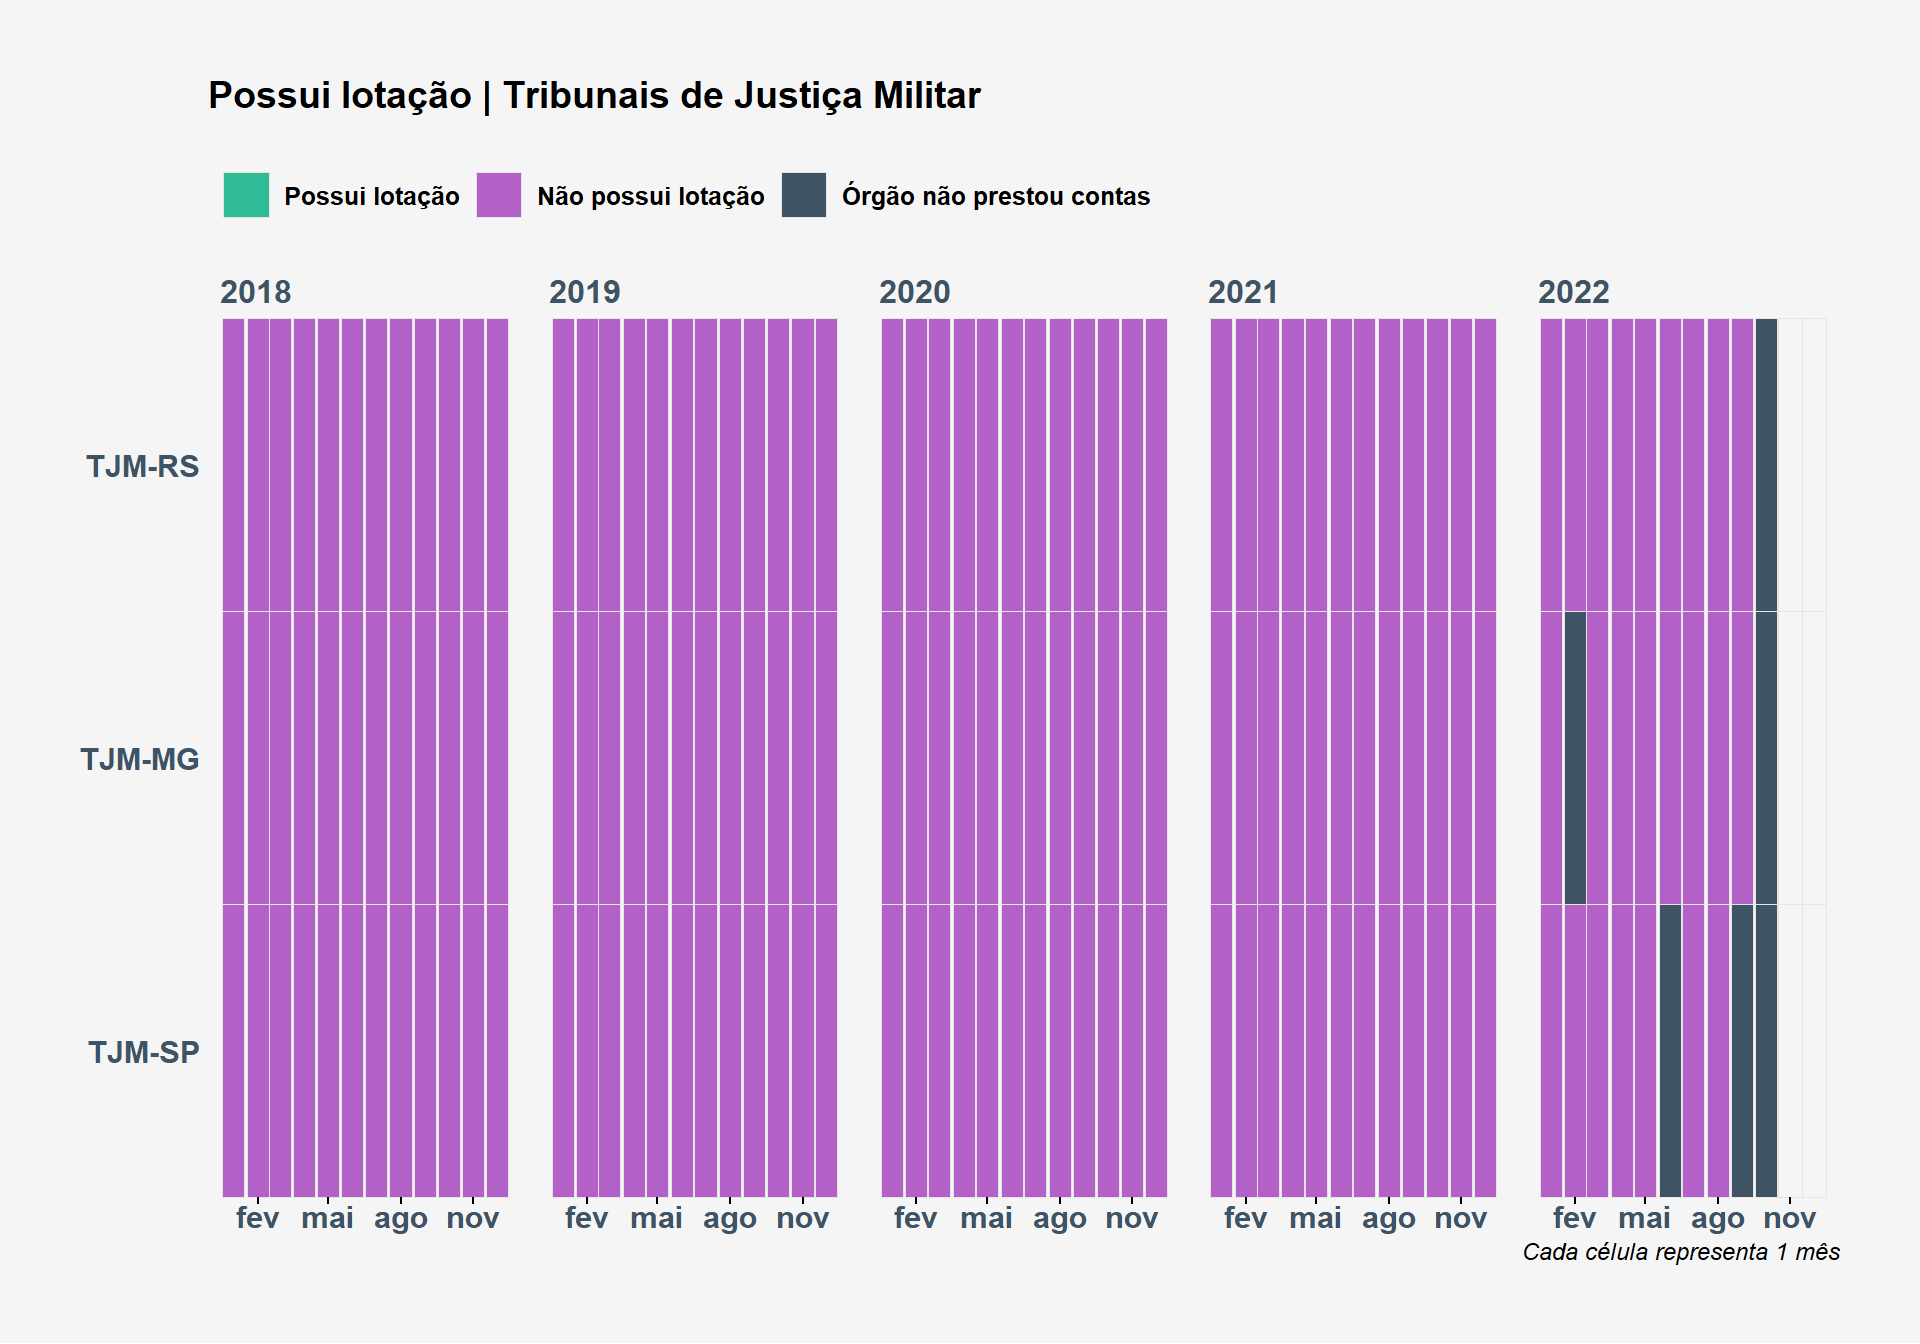 Possui lotação | Tribunais de Justiça Militar
Possui lotação Não possui lotação Órgão não prestou contas
2018 2019 2020 2021 2022
TJM-RS
TJM-MG
TJM-SP
fev mai ago nov fev mai ago nov fev mai ago nov fev mai ago nov fev mai ago nov
Cada célula representa 1 mês